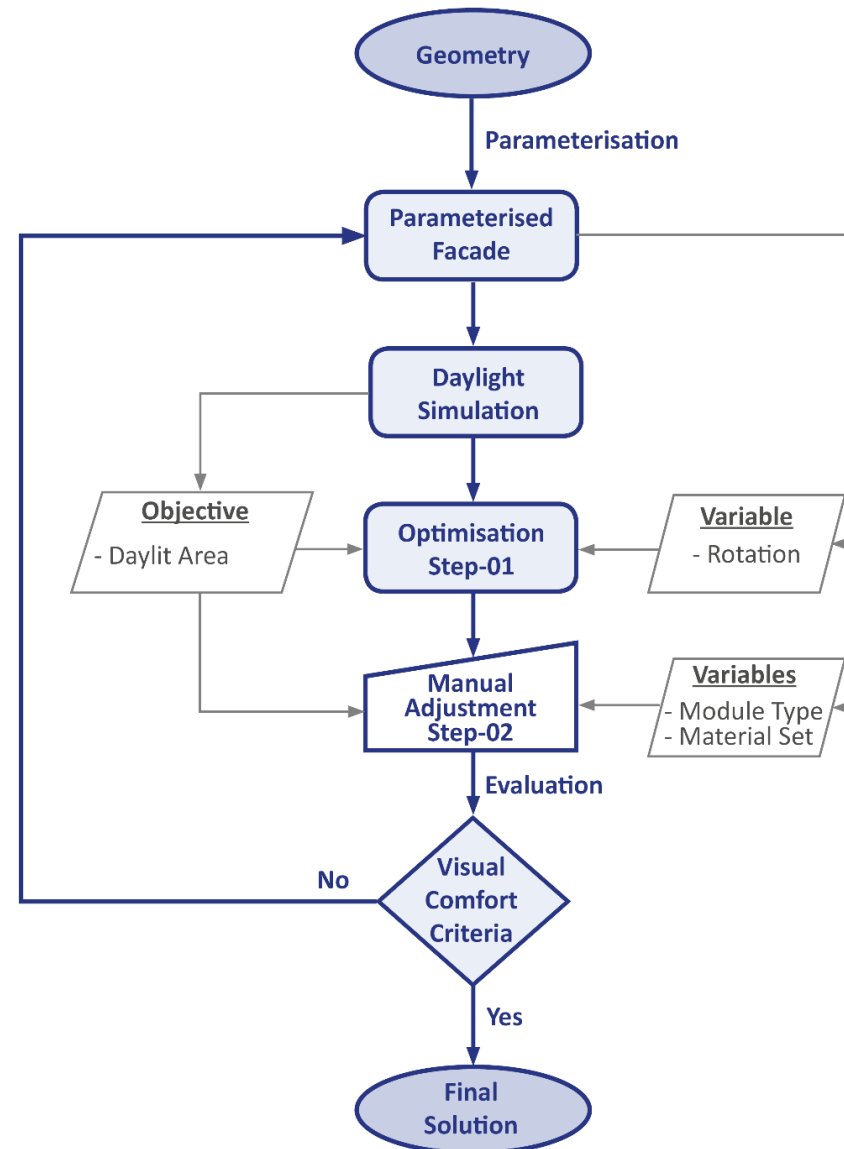 Geometry
Parameterisation
Parameterised
Facade
Daylight
Simulation
Objective
- Daylit Area
Optimisation
Step-01
Variable
- Rotation
Manual
Adjustment
Step-02
Variables
- Module Type
- Material Set
Evaluation
No
Visual
Comfort
Criteria
Yes
Final
Solution